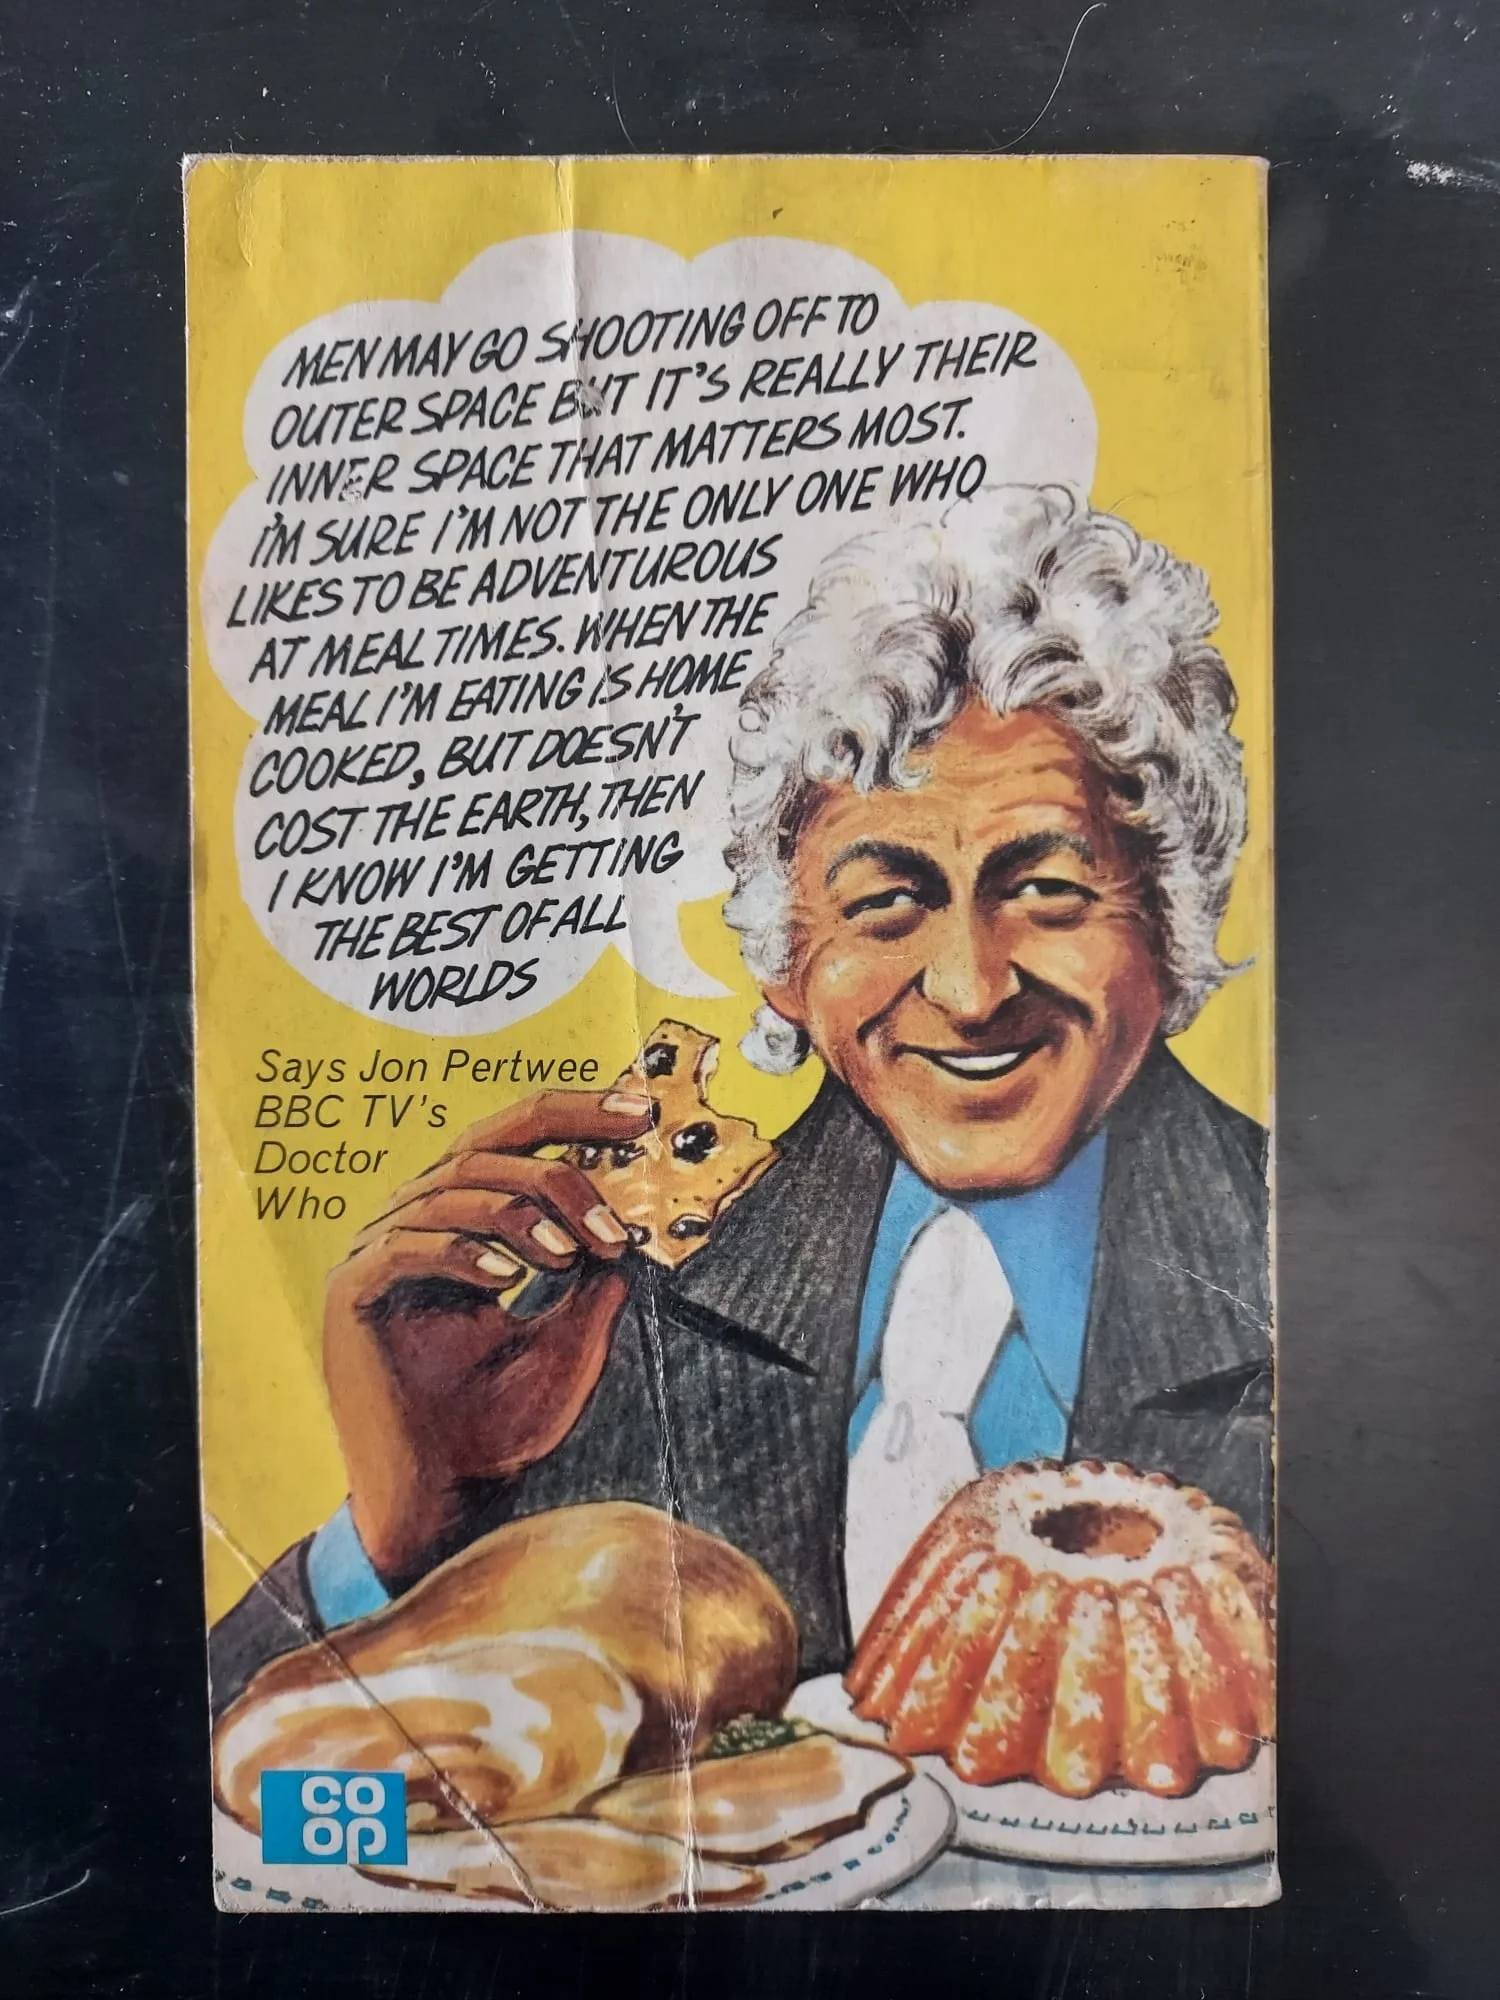 MEN MAY GO SHOOTING OFF TO
OUTER SPACE BUT IT'S REALLY THEIR
INNER SPACE THAT MATTERS MOST.
I'M SURE I'M NOT THE ONLY ONE WHO
LIKES TO BE ADVENTUROUS
AT MEAL TIMES. WHEN THE
MEAL I'M EATING IS HOME
COOKED, BUT DOESN'T
COST THE EARTH, THEN
I KNOW I'M GETTING
THE BEST OF ALL
WORLDS
Says Jon Pertwee
BBC TV's
Doctor
Who
CO
OP